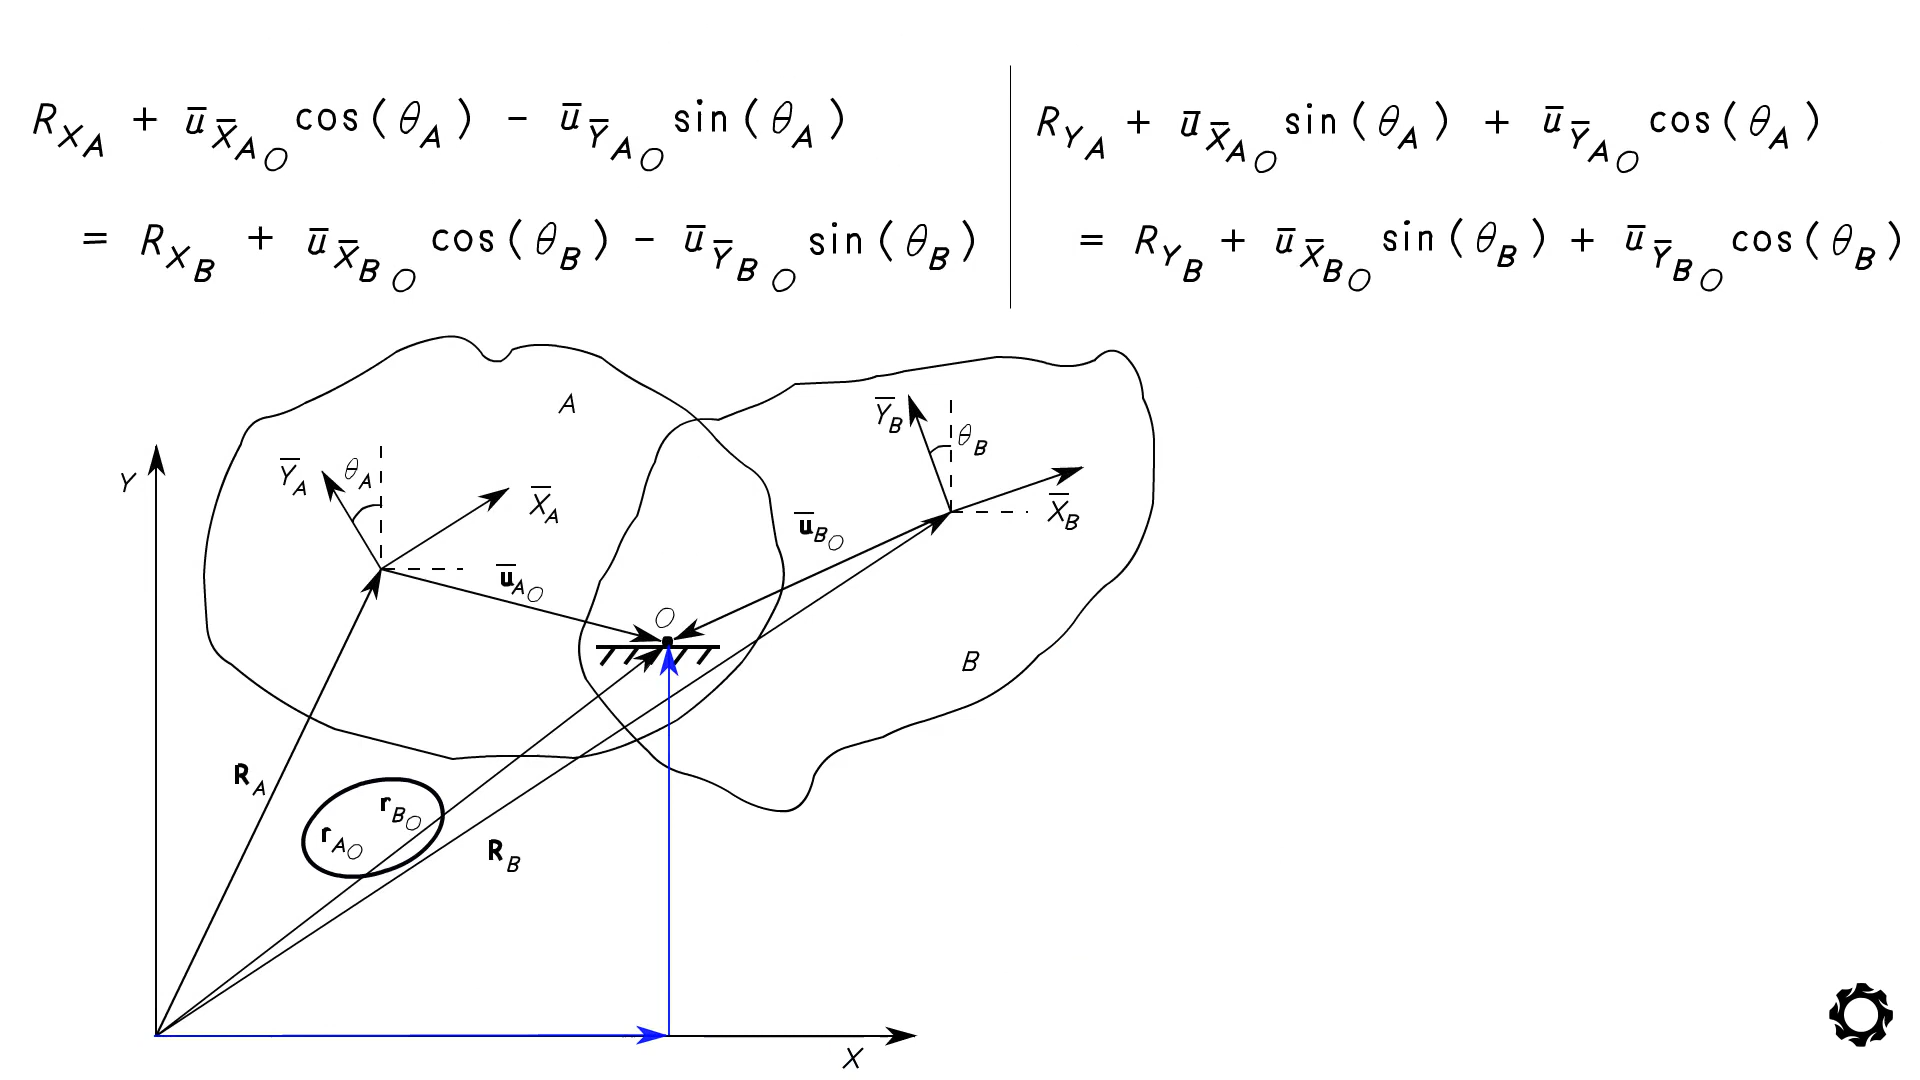 R_{X_A} + ū_{X̄_{A_O}} cos(θ_A) − ū_{Ȳ_{A_O}} sin(θ_A)
= R_{X_B} + ū_{X̄_{B_O}} cos(θ_B) − ū_{Ȳ_{B_O}} sin(θ_B)
R_{Y_A} + ū_{X̄_{A_O}} sin(θ_A) + ū_{Ȳ_{A_O}} cos(θ_A)
= R_{Y_B} + ū_{X̄_{B_O}} sin(θ_B) + ū_{Ȳ_{B_O}} cos(θ_B)
A
Ȳ_B
θ_B
Y
Ȳ_A
θ_A
X̄_A
X̄_B
ū_{B_O}
ū_{A_O}
O
B
R_A
r_{B_O}
r_{A_O}
R_B
X